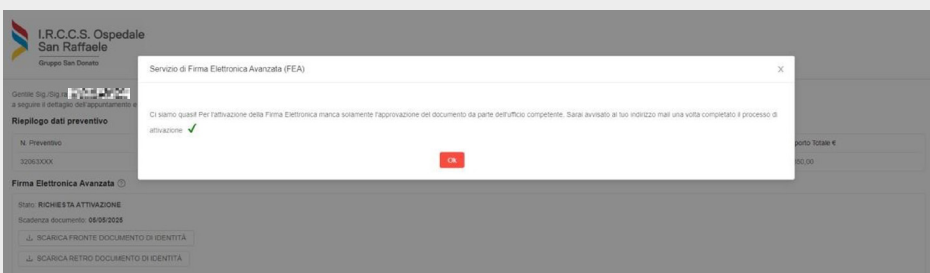 I.R.C.C.S. Ospedale
San Raffaele
Gruppo San Donato
Servizio di Firma Elettronica Avanzata (FEA)
X
Gentile Sig./Sig.ra
a seguire il dettaglio dell'appuntamento e
Ci siamo quasi! Per l'attivazione della Firma Elettronica manca solamente l'approvazione del documento da parte dell'ufficio competente. Sarai avvisato al tuo indirizzo mail una volta completato il processo di
attivazione
Riepilogo dati preventivo
N. Preventivo
porto Totale €
32063XXX
00,00
Ok
Firma Elettronica Avanzata
Stato: RICHIESTA ATTIVAZIONE
Scadenza documento: 05/05/2025
SCARICA FRONTE DOCUMENTO DI IDENTITÀ
SCARICA RETRO DOCUMENTO DI IDENTITÀ